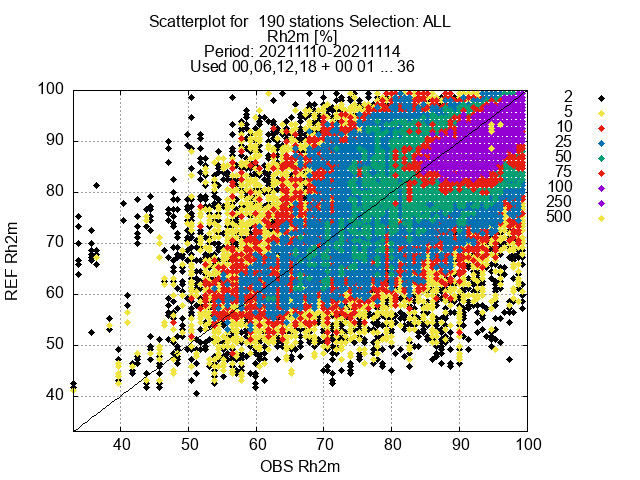 Scatterplot for  190 stations Selection: ALL
Rh2m [%]
Period: 20211110-20211114
Used 00,06,12,18 + 00 01 ... 36
100
90
80
70
60
50
40
REF Rh2m
40 50 60 70 80 90 100
OBS Rh2m
2
5
10
25
50
75
100
250
500